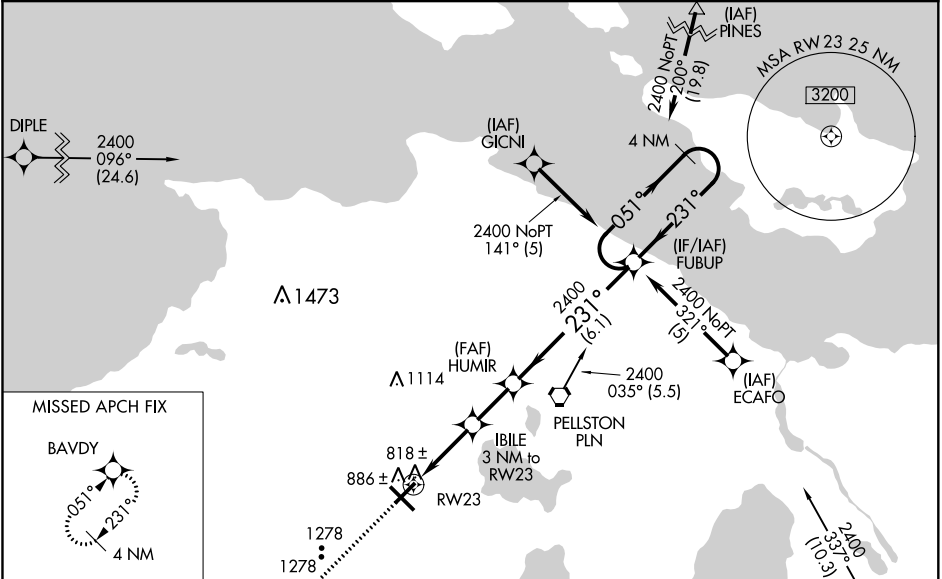 (IAF)
PINES
2400 NoPT
200°
(19.8)
MSA RW23 25 NM
3200
DIPLE
2400
096°
(24.6)
(IAF)
GICNI
4 NM
051°
231°
2400 NoPT
141° (5)
(IF/IAF)
FUBUP
1473
2400
231°
(6.1)
2400 NoPT
321°
(5)
(FAF)
HUMIR
1114
2400
035° (5.5)
(IAF)
ECAFO
PELLSTON
PLN
MISSED APCH FIX
BAVDY
051°
231°
4 NM
IBILE
3 NM to
RW23
818 ±
886 ±
RW23
1278
1278
2400
337°
(10.3)